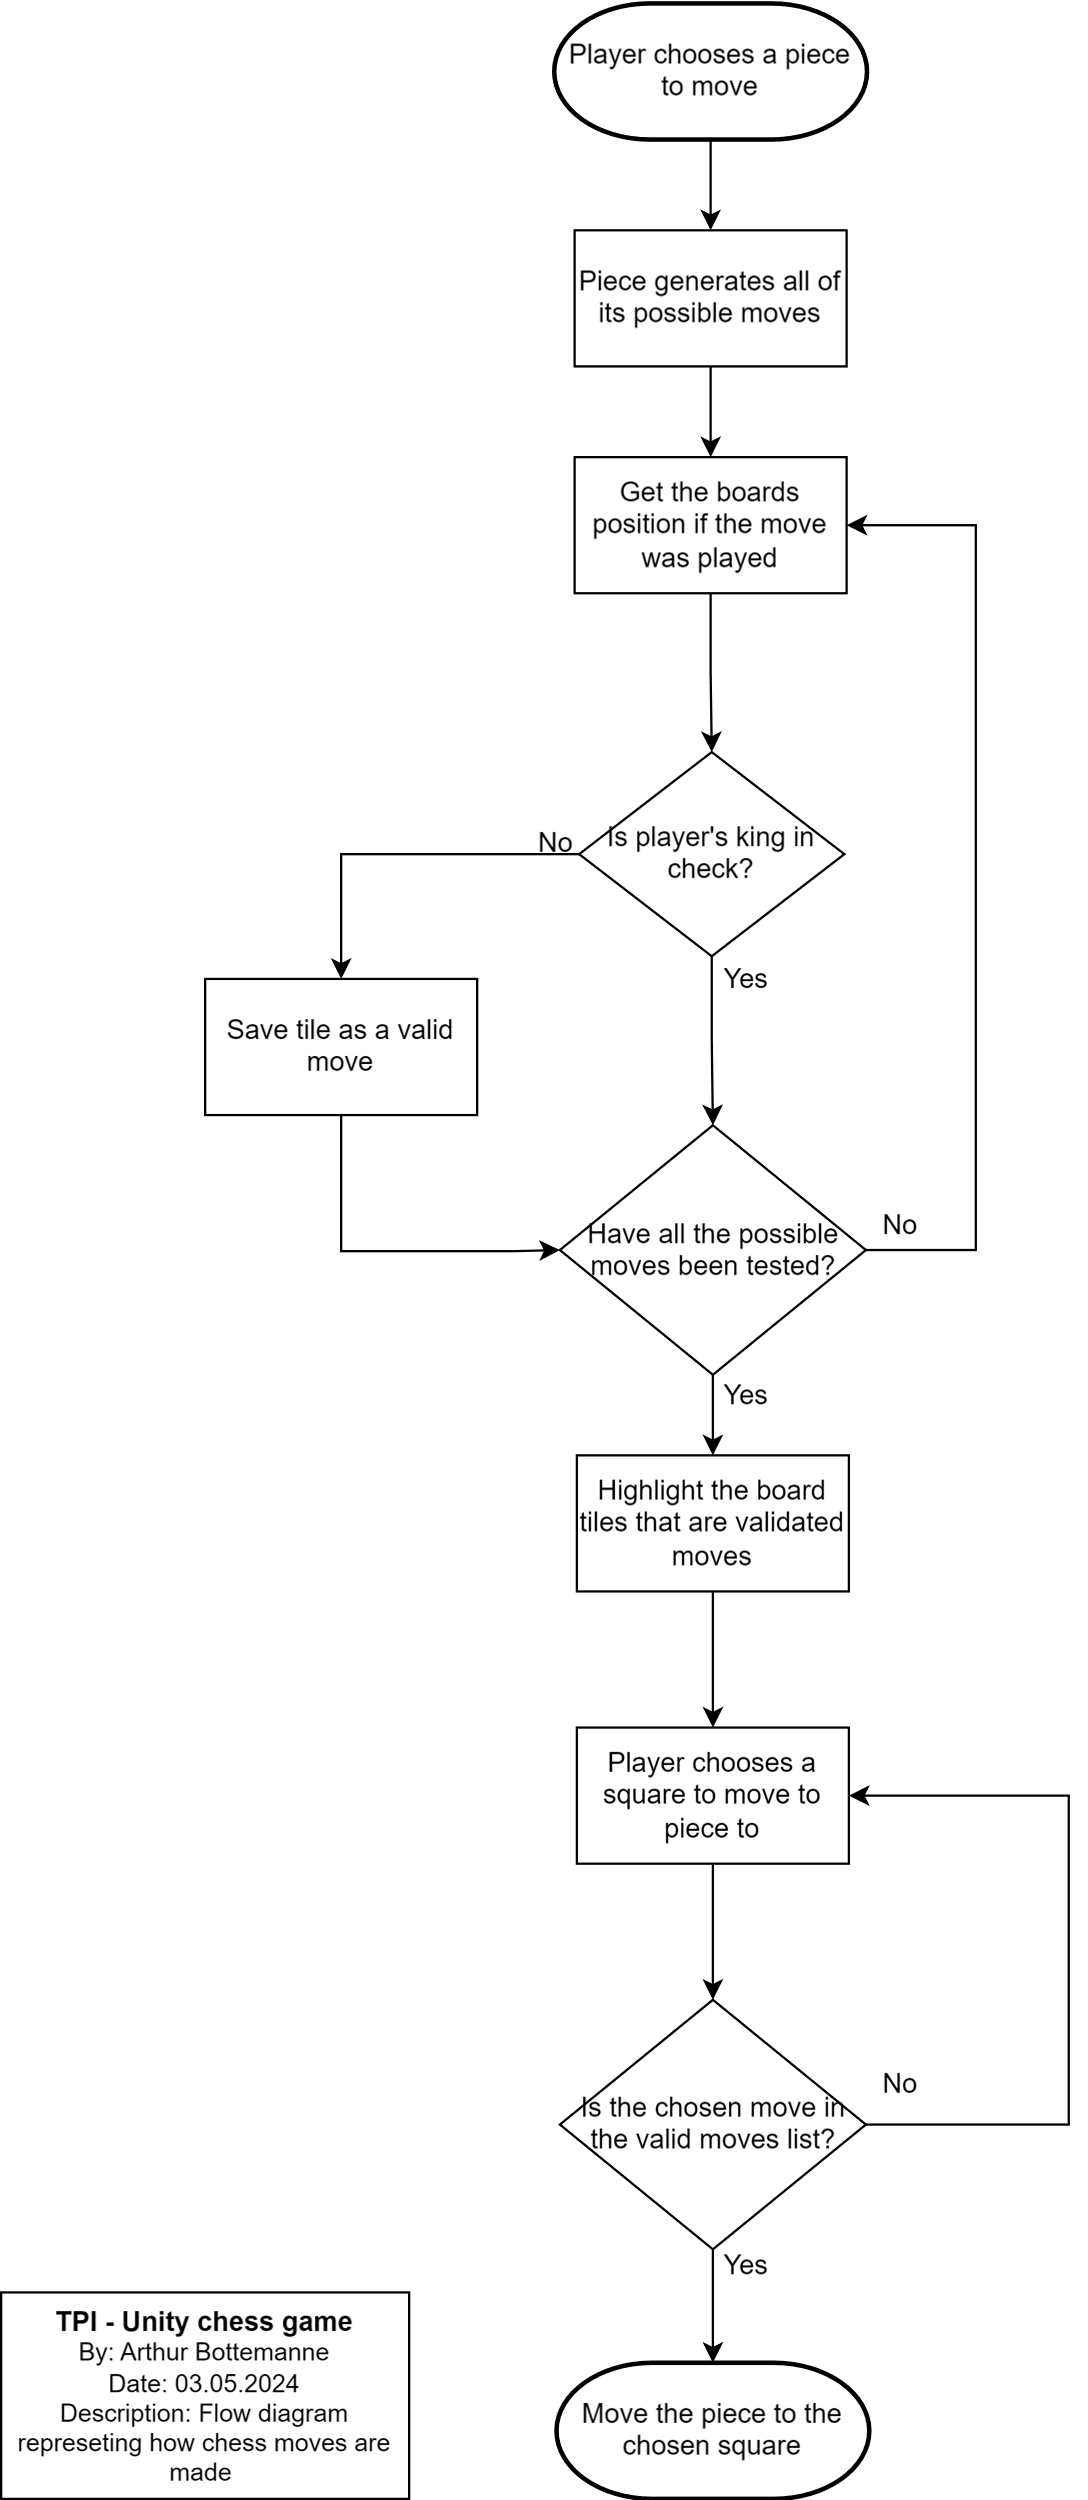 Player chooses a piece
to move
Piece generates all of
its possible moves
Get the boards
position if the move
was played
No
Is player's king in
check?
Yes
Save tile as a valid
move
Have all the possible
moves been tested?
No
Yes
Highlight the board
tiles that are validated
moves
Player chooses a
square to move to
piece to
No
Is the chosen move in
the valid moves list?
Yes
TPI - Unity chess game
By: Arthur Bottemanne
Date: 03.05.2024
Description: Flow diagram
represeting how chess moves are
made
Move the piece to the
chosen square